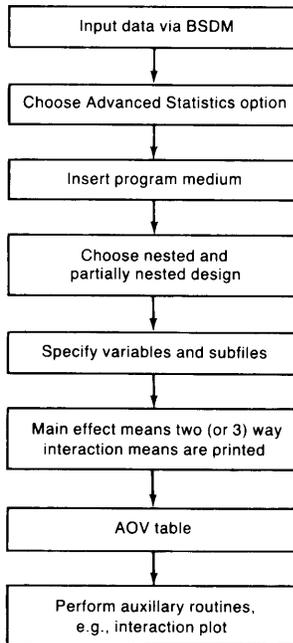 Input data via BSDM
Choose Advanced Statistics option
Insert program medium
Choose nested and
partially nested design
Specify variables and subfiles
Main effect means two (or 3) way
interaction means are printed
AOV table
Perform auxillary routines,
e.g., interaction plot